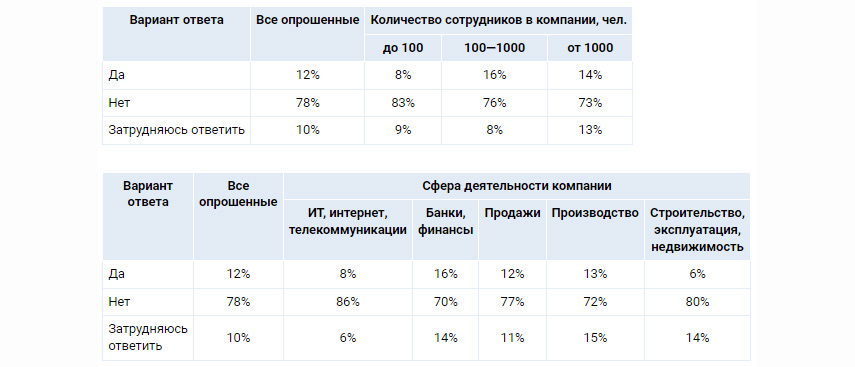 Вариант ответа Все опрошенные Количество сотрудников в компании, чел.
до 100 100—1000 от 1000
Да 12% 8% 16% 14%
Нет 78% 83% 76% 73%
Затрудняюсь ответить 10% 9% 8% 13%
Вариант ответа Все опрошенные Сфера деятельности компании
ИТ, интернет, телекоммуникации Банки, финансы Продажи Производство Строительство, эксплуатация, недвижимость
Да 12% 8% 16% 12% 13% 6%
Нет 78% 86% 70% 77% 72% 80%
Затрудняюсь ответить 10% 6% 14% 11% 15% 14%